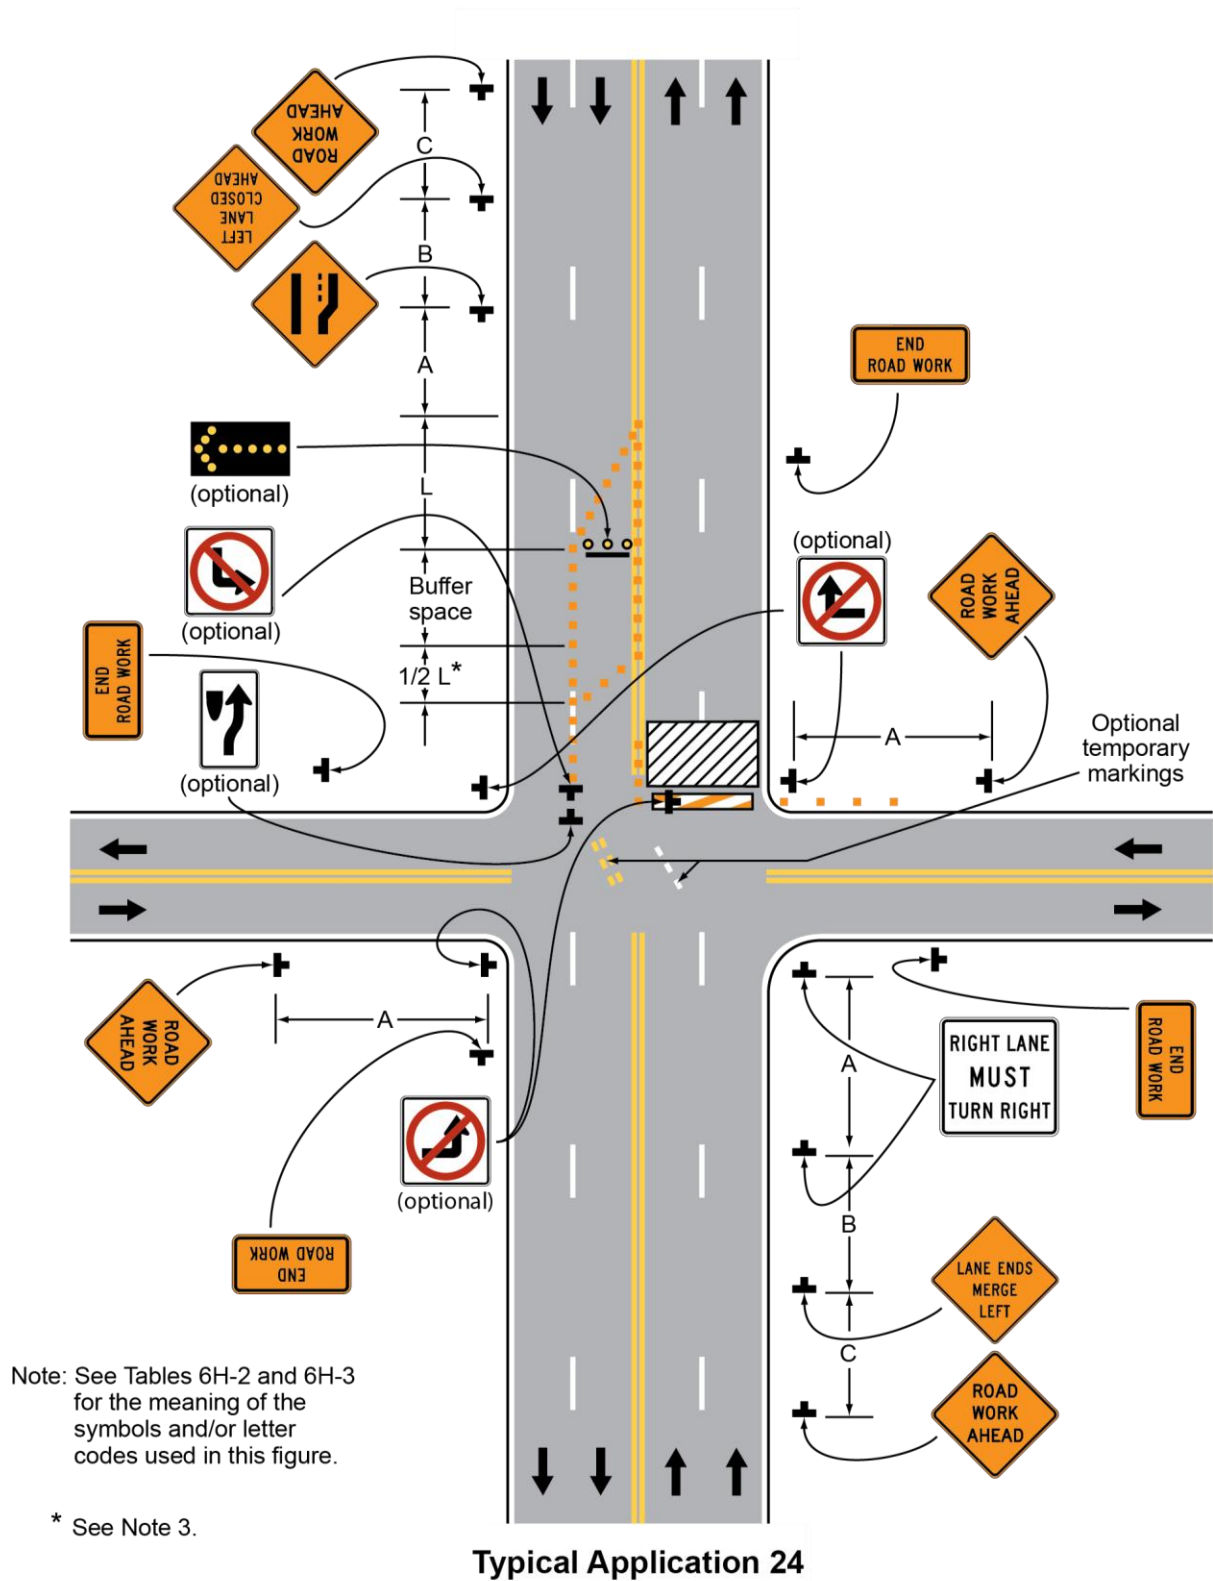 ROAD
WORK
AHEAD
C
LEFT
LANE
CLOSED
AHEAD
B
A
END
ROAD WORK
(optional)
L
(optional)
ROAD
WORK
AHEAD
Buffer
space
(optional)
END
ROAD WORK
1/2 L*
A
Optional
temporary
markings
(optional)
ROAD
WORK
AHEAD
A
RIGHT LANE
MUST
TURN RIGHT
END
ROAD WORK
A
(optional)
B
END
ROAD WORK
LANE ENDS
MERGE
LEFT
C
ROAD
WORK
AHEAD
Note: See Tables 6H-2 and 6H-3
for the meaning of the
symbols and/or letter
codes used in this figure.
* See Note 3.
Typical Application 24